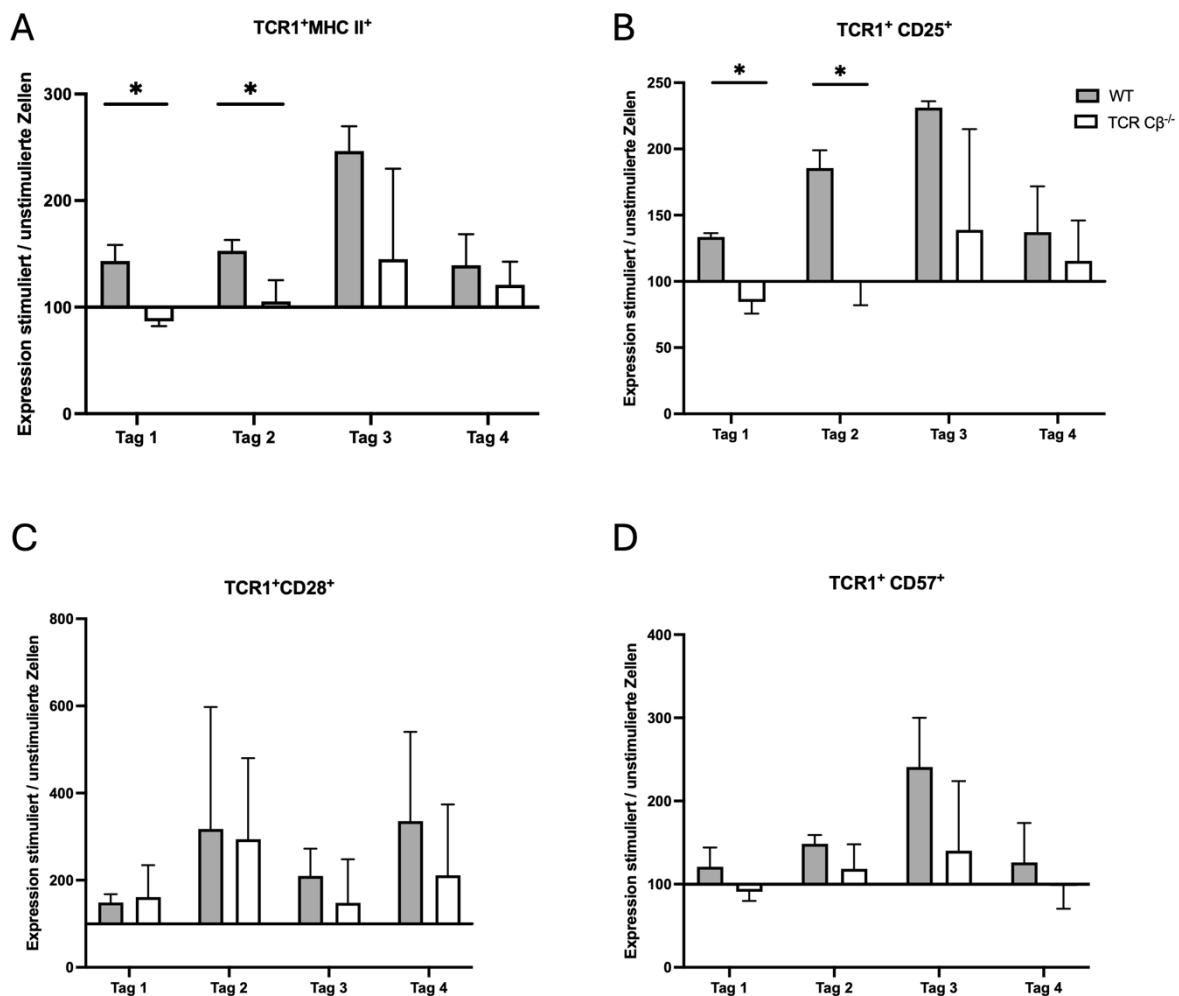 A
TCR1⁺MHC II⁺
Expression stimuliert / unstimulierte Zellen
300
200
100
0
*
*
Tag 1 Tag 2 Tag 3 Tag 4
B
TCR1⁺ CD25⁺
Expression stimuliert / unstimulierte Zellen
250
200
150
100
50
0
*
*
WT
TCR Cβ⁻/⁻
Tag 1 Tag 2 Tag 3 Tag 4
C
TCR1⁺CD28⁺
Expression stimuliert / unstimulierte Zellen
800
600
400
200
0
Tag 1 Tag 2 Tag 3 Tag 4
D
TCR1⁺ CD57⁺
Expression stimuliert / unstimulierte Zellen
400
300
200
100
0
Tag 1 Tag 2 Tag 3 Tag 4